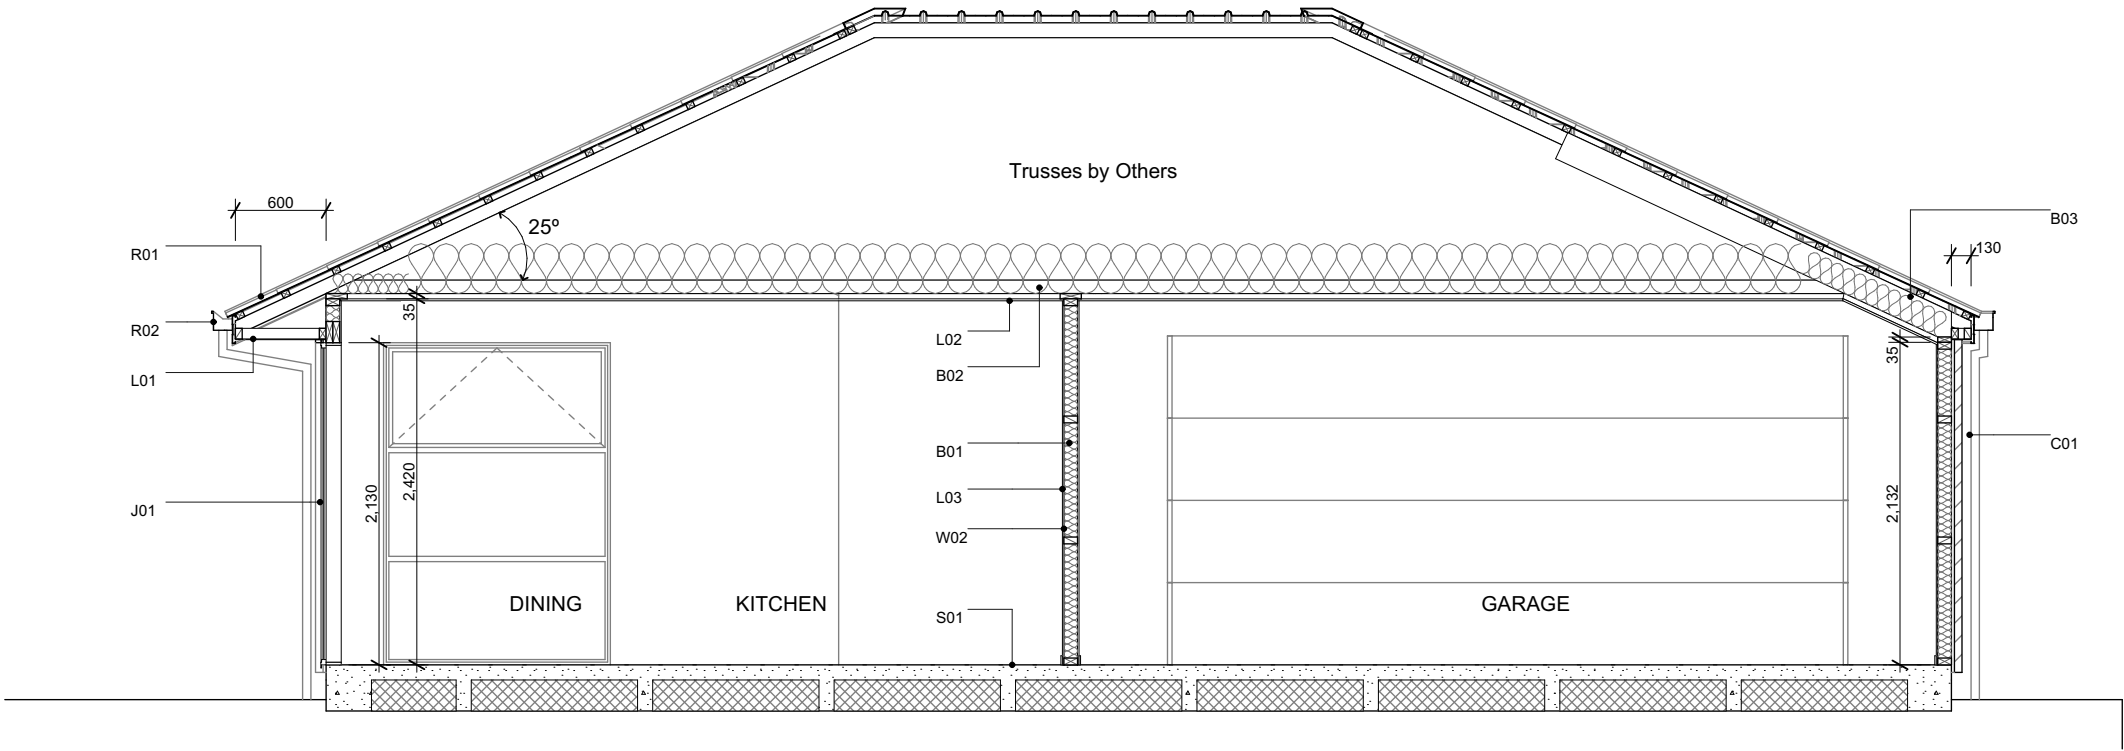 Trusses by Others
600
25º
B03
130
R01
R02
L01
35
L02
B02
35
B01
C01
2,420
2,130
L03
2,132
J01
W02
DINING
KITCHEN
GARAGE
S01